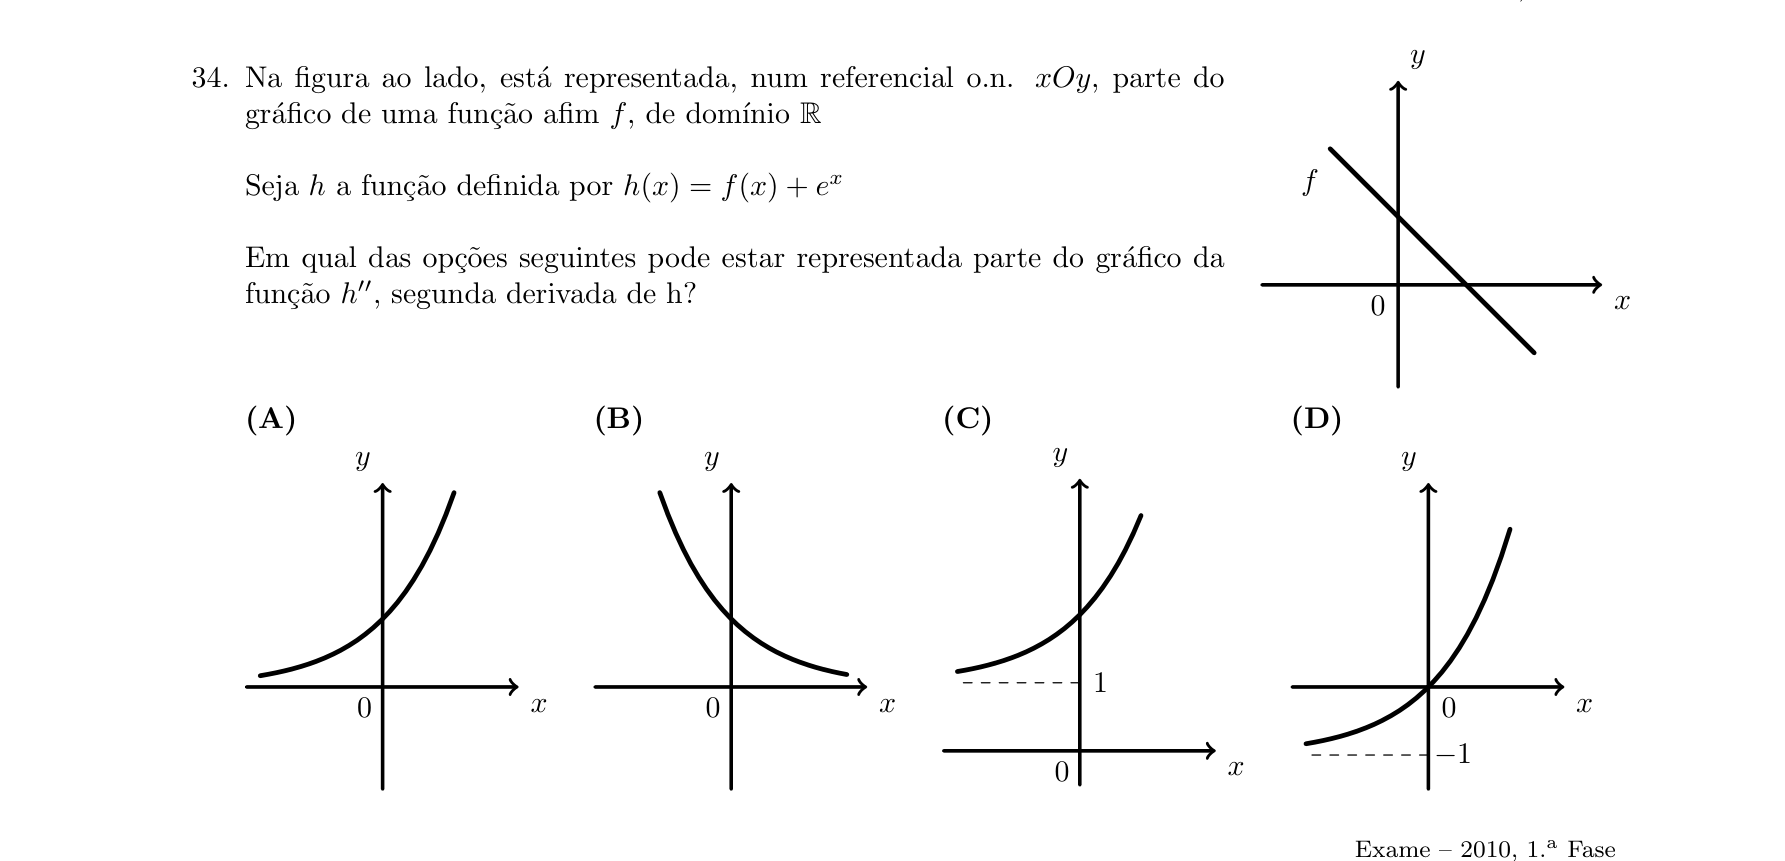 34. Na figura ao lado, está representada, num referencial o.n. xOy, parte do
gráfico de uma função afim f, de domínio ℝ
Seja h a função definida por h(x) = f(x) + eˣ
Em qual das opções seguintes pode estar representada parte do gráfico da
função h′′, segunda derivada de h?
y
f
0
x
(A)
y
0
x
(B)
y
0
x
(C)
y
1
0
x
(D)
y
0
x
−1
Exame – 2010, 1.ª Fase